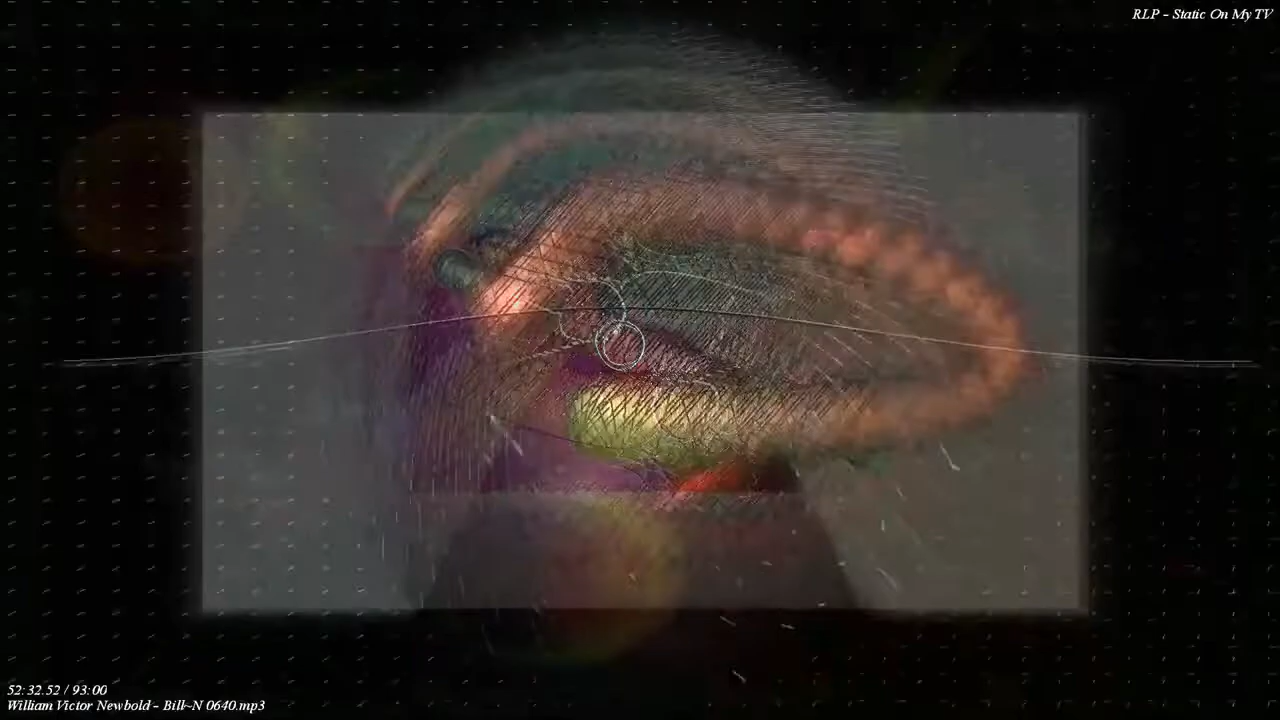 RLP - Static On My TV
52:32.52 / 93:00
William Victor Newbold - Bill~N 0640.mp3